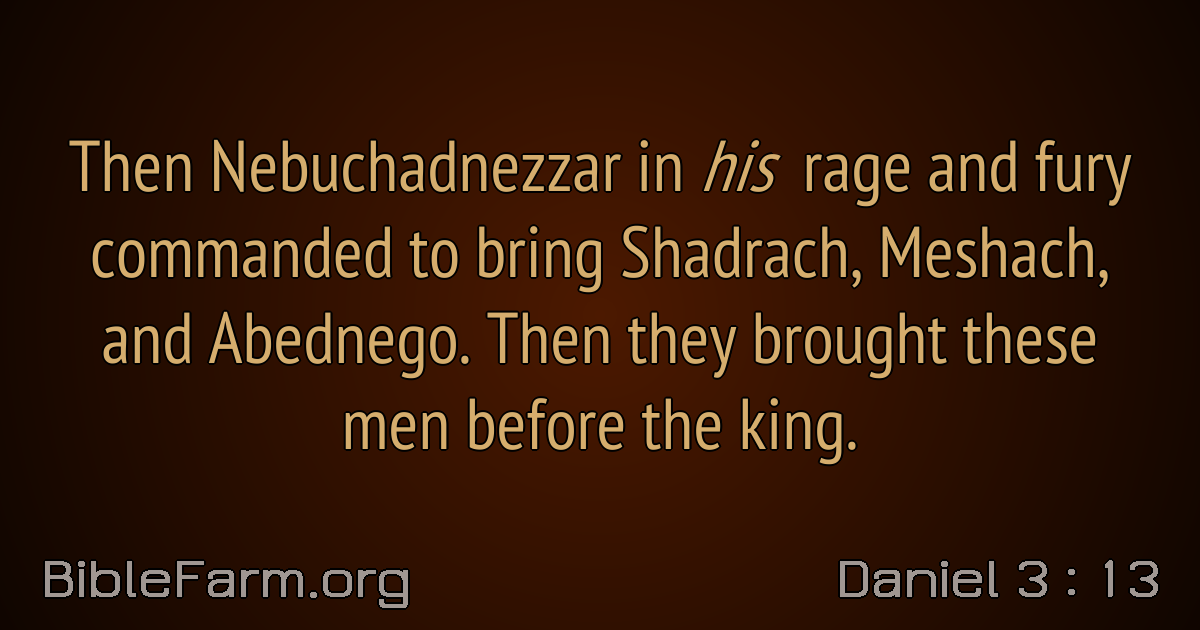 Then Nebuchadnezzar in his rage and fury
commanded to bring Shadrach, Meshach,
and Abednego. Then they brought these
men before the king.
BibleFarm.org
Daniel 3 : 13